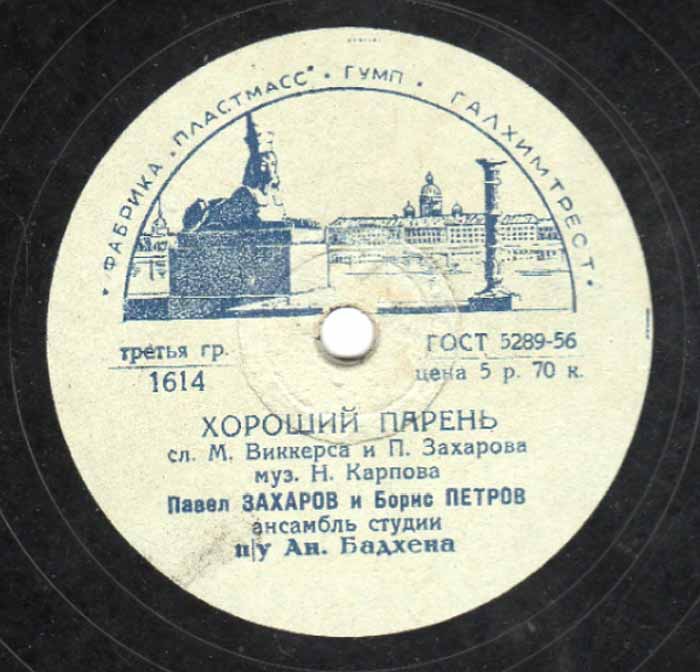 • ФАБРИКА • ПЛАСТМАСС • ГУМП • ГАЛХИМТРЕСТ •
третья гр.
1614
ГОСТ 5289-56
цена 5 р. 70 к.
ХОРОШИЙ ПАРЕНЬ
сл. М. Виккерса и П. Захарова
муз. Н. Карпова
Павел ЗАХАРОВ и Борис ПЕТРОВ
ансамбль студии
п/у Ан. Бадхена